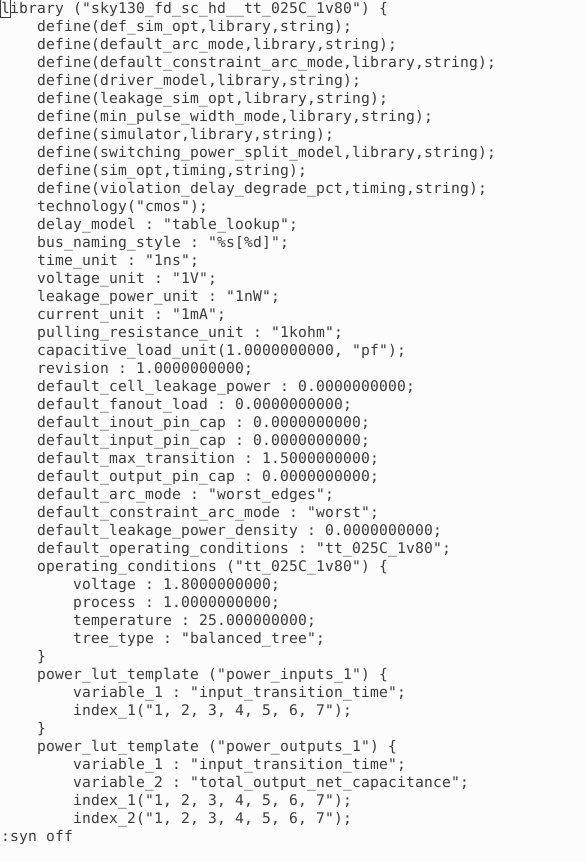 library ("sky130_fd_sc_hd__tt_025C_1v80") {
    define(def_sim_opt,library,string);
    define(default_arc_mode,library,string);
    define(default_constraint_arc_mode,library,string);
    define(driver_model,library,string);
    define(leakage_sim_opt,library,string);
    define(min_pulse_width_mode,library,string);
    define(simulator,library,string);
    define(switching_power_split_model,library,string);
    define(sim_opt,timing,string);
    define(violation_delay_degrade_pct,timing,string);
    technology("cmos");
    delay_model : "table_lookup";
    bus_naming_style : "%s[%d]";
    time_unit : "1ns";
    voltage_unit : "1V";
    leakage_power_unit : "1nW";
    current_unit : "1mA";
    pulling_resistance_unit : "1kohm";
    capacitive_load_unit(1.0000000000, "pf");
    revision : 1.0000000000;
    default_cell_leakage_power : 0.0000000000;
    default_fanout_load : 0.0000000000;
    default_inout_pin_cap : 0.0000000000;
    default_input_pin_cap : 0.0000000000;
    default_max_transition : 1.5000000000;
    default_output_pin_cap : 0.0000000000;
    default_arc_mode : "worst_edges";
    default_constraint_arc_mode : "worst";
    default_leakage_power_density : 0.0000000000;
    default_operating_conditions : "tt_025C_1v80";
    operating_conditions ("tt_025C_1v80") {
        voltage : 1.8000000000;
        process : 1.0000000000;
        temperature : 25.000000000;
        tree_type : "balanced_tree";
    }
    power_lut_template ("power_inputs_1") {
        variable_1 : "input_transition_time";
        index_1("1, 2, 3, 4, 5, 6, 7");
    }
    power_lut_template ("power_outputs_1") {
        variable_1 : "input_transition_time";
        variable_2 : "total_output_net_capacitance";
        index_1("1, 2, 3, 4, 5, 6, 7");
        index_2("1, 2, 3, 4, 5, 6, 7");
:syn off